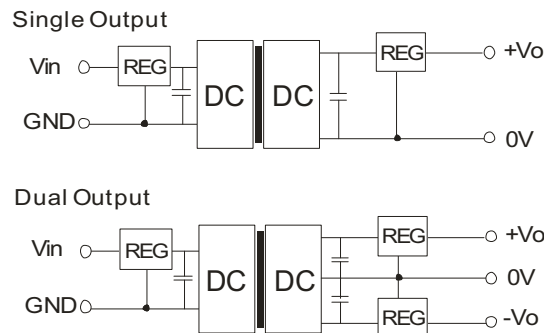 Single Output
Vin REG DC DC REG +Vo
GND 0V
Dual Output
Vin REG DC DC REG +Vo
0V
GND REG -Vo